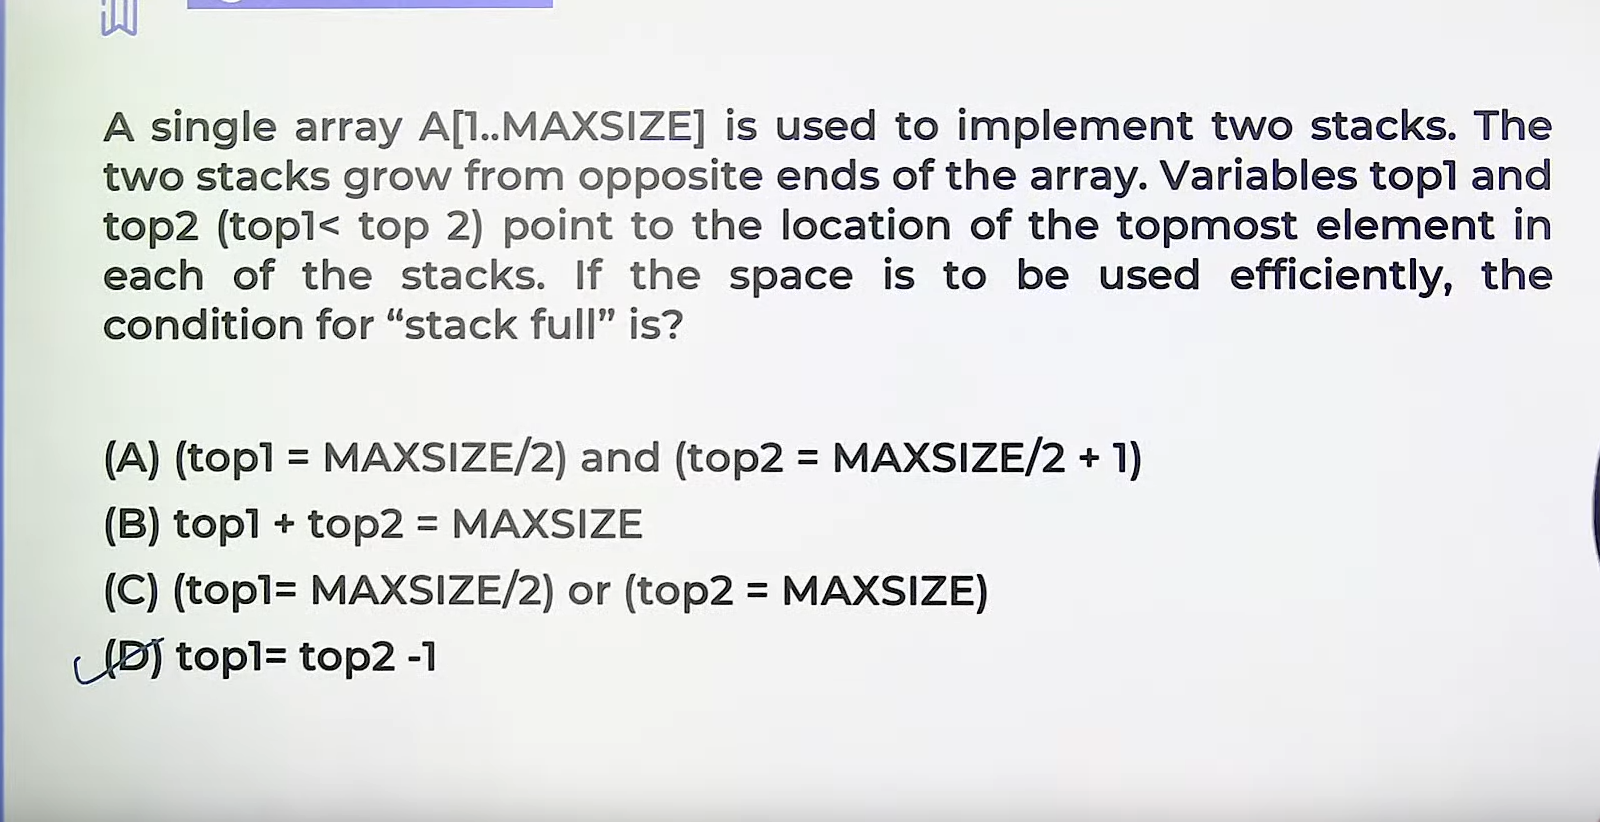 A single array A[1..MAXSIZE] is used to implement two stacks. The
two stacks grow from opposite ends of the array. Variables top1 and
top2 (top1< top 2) point to the location of the topmost element in
each of the stacks. If the space is to be used efficiently, the
condition for “stack full” is?
(A) (top1 = MAXSIZE/2) and (top2 = MAXSIZE/2 + 1)
(B) top1 + top2 = MAXSIZE
(C) (top1= MAXSIZE/2) or (top2 = MAXSIZE)
(D) top1= top2 -1